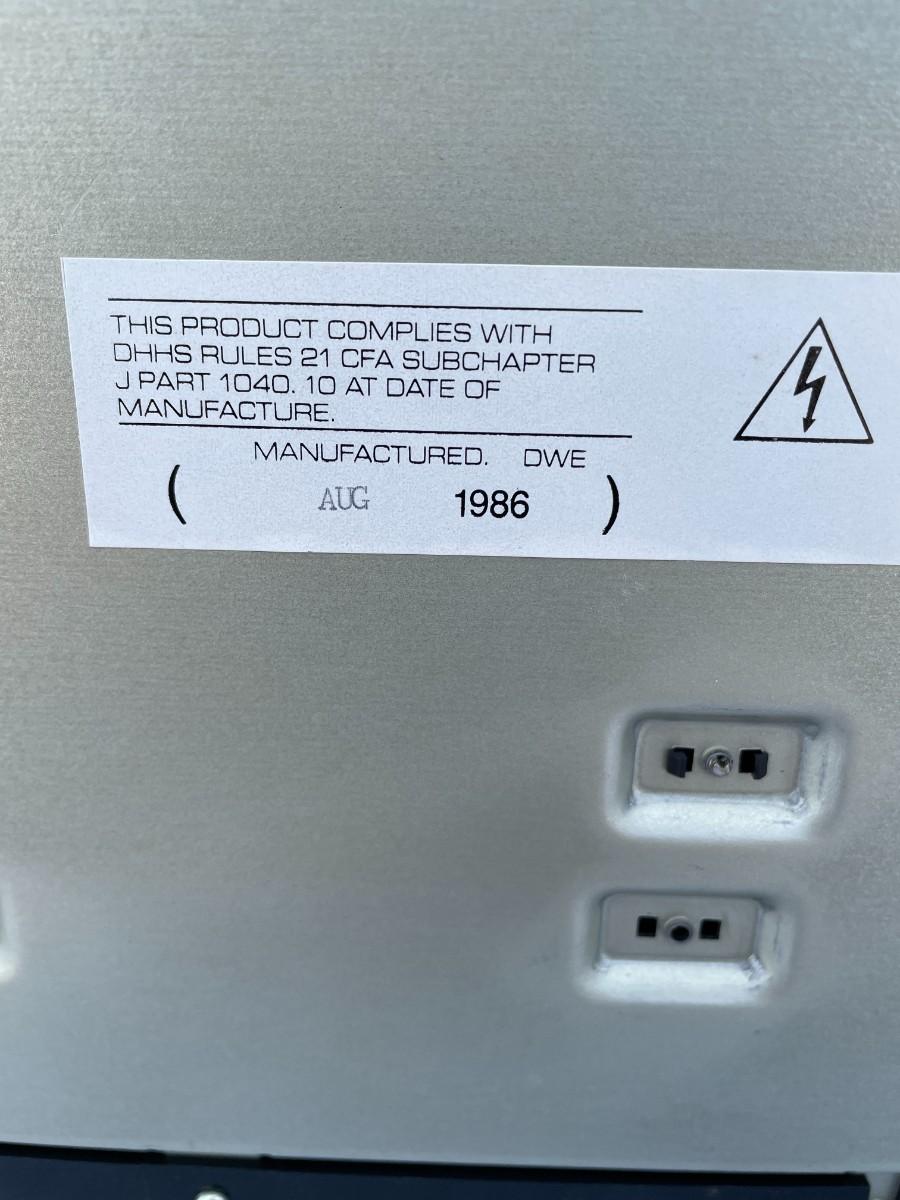 THIS PRODUCT COMPLIES WITH
DHHS RULES 21 CFA SUBCHAPTER
J PART 1040. 10 AT DATE OF
MANUFACTURE.
MANUFACTURED. DWE
( AUG 1986 )